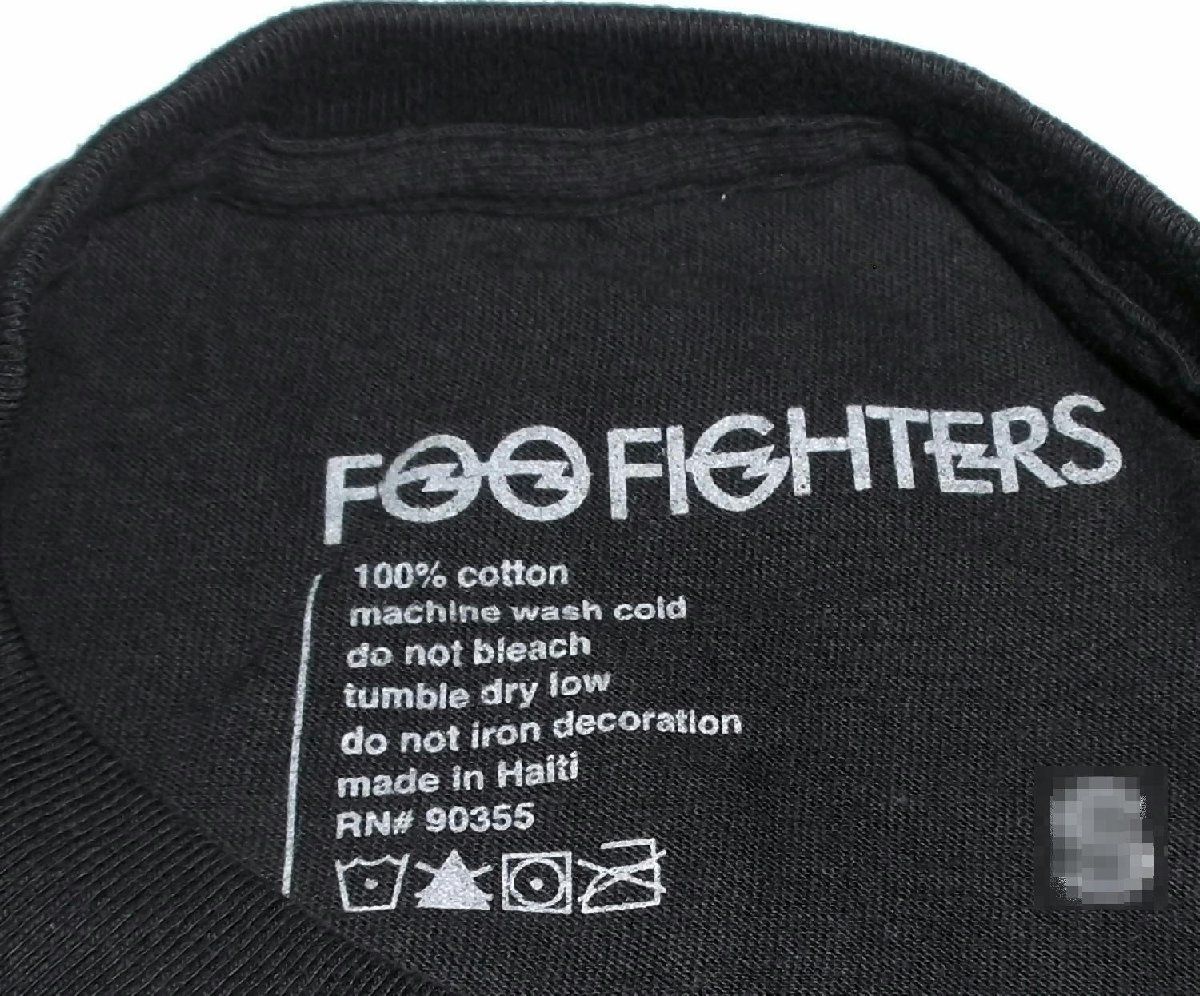 FOO FIGHTERS
100% cotton
machine wash cold
do not bleach
tumble dry low
do not iron decoration
made in Haiti
RN# 90355
S